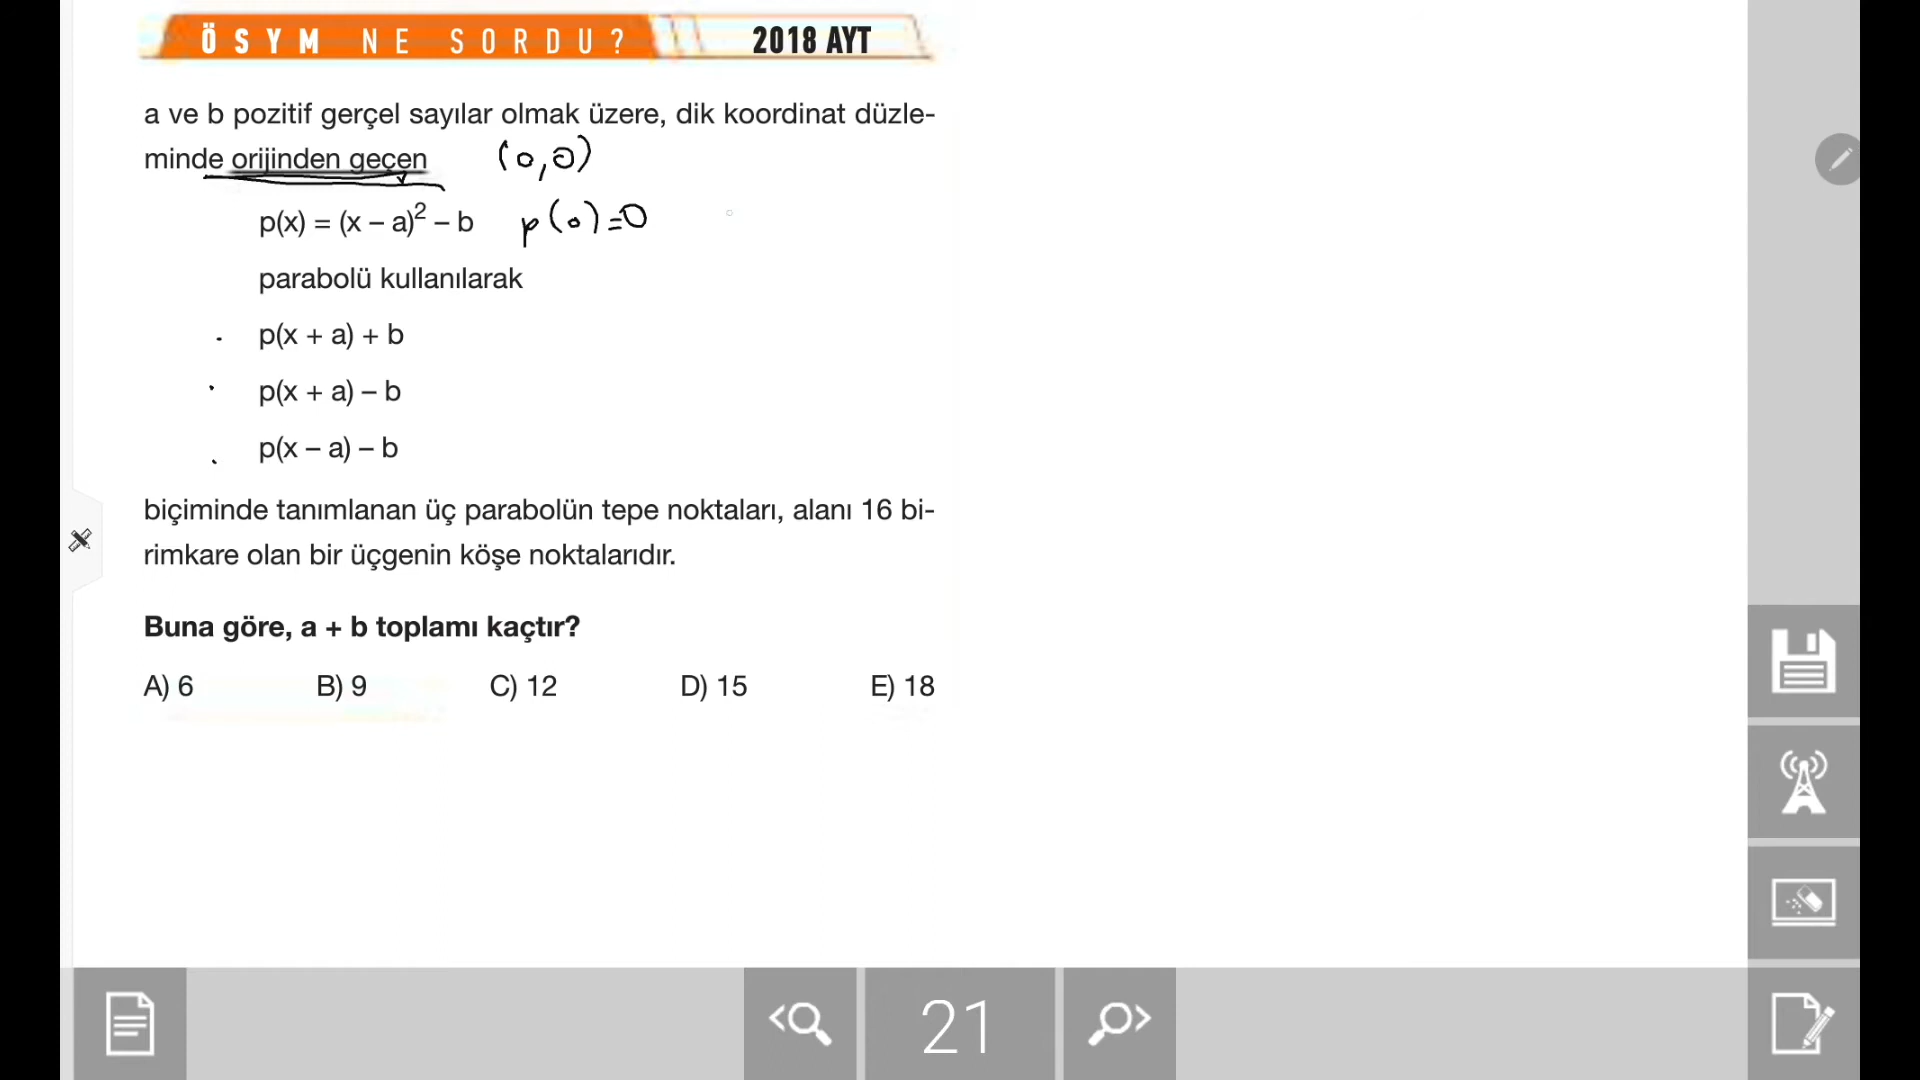 ÖSYM NE SORDU? 2018 AYT
a ve b pozitif gerçel sayılar olmak üzere, dik koordinat düzle-
minde orijinden geçen (0,0)
p(x) = (x – a)² – b p(0)=0
parabolü kullanılarak
p(x + a) + b
p(x + a) – b
p(x – a) – b
biçiminde tanımlanan üç parabolün tepe noktaları, alanı 16 bi-
rimkare olan bir üçgenin köşe noktalarıdır.
Buna göre, a + b toplamı kaçtır?
A) 6 B) 9 C) 12 D) 15 E) 18
21